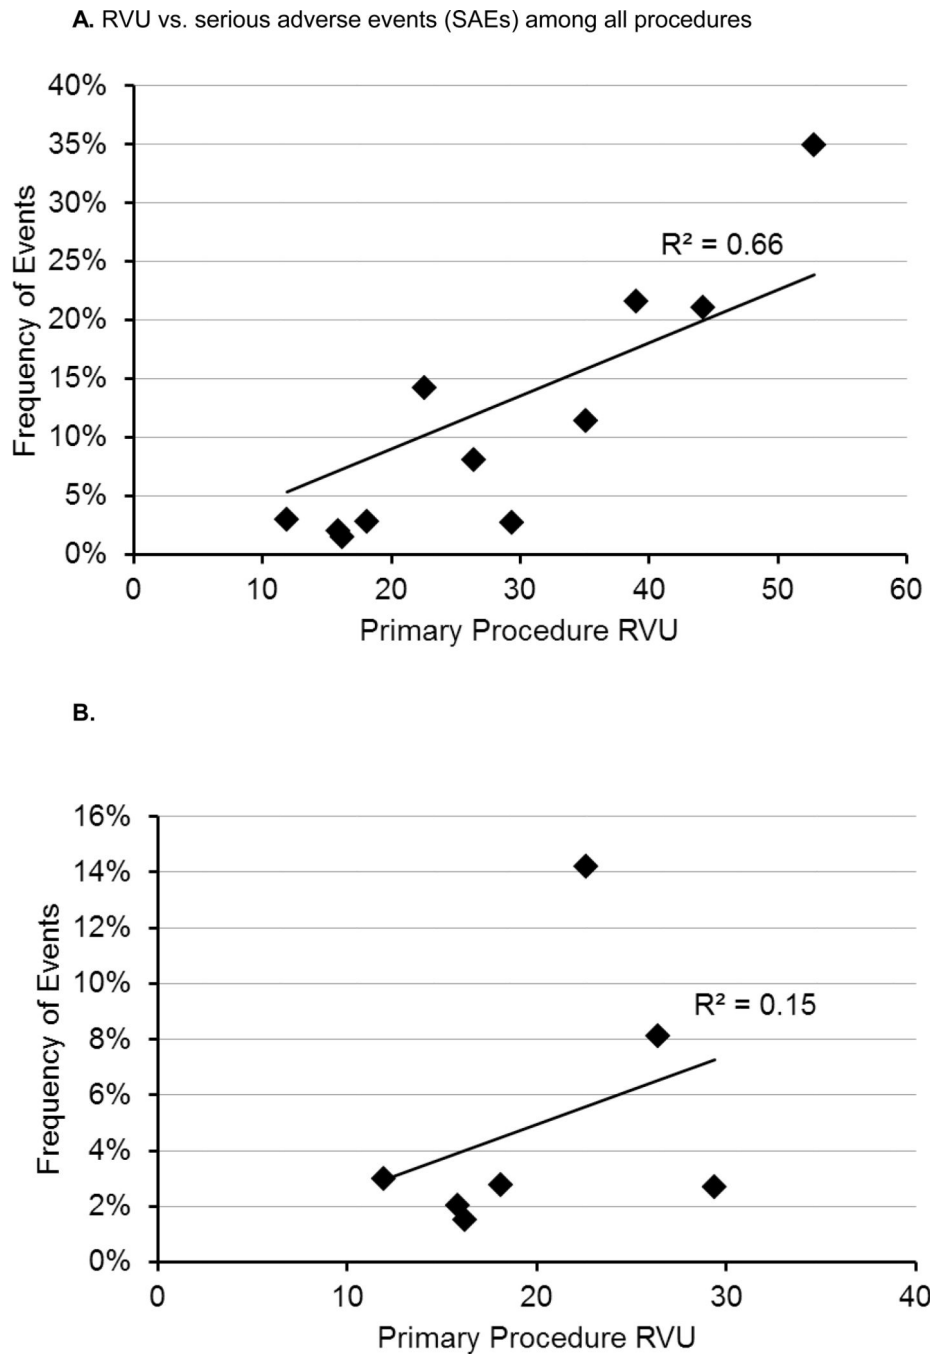 A. RVU vs. serious adverse events (SAEs) among all procedures
40%
35%
30%
25%
20%
15%
10%
5%
0%
Frequency of Events
R² = 0.66
0 10 20 30 40 50 60
Primary Procedure RVU
B.
16%
14%
12%
10%
8%
6%
4%
2%
0%
Frequency of Events
R² = 0.15
0 10 20 30 40
Primary Procedure RVU